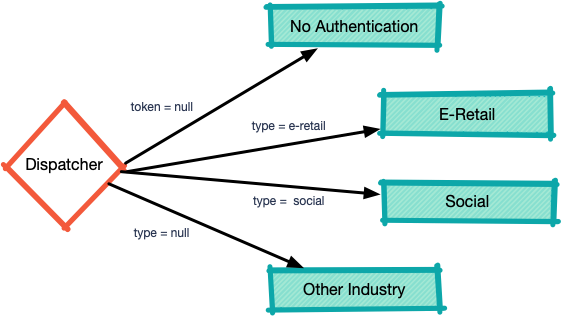 No Authentication
token = null
type = e-retail
E-Retail
Dispatcher
type =  social
Social
type = null
Other Industry